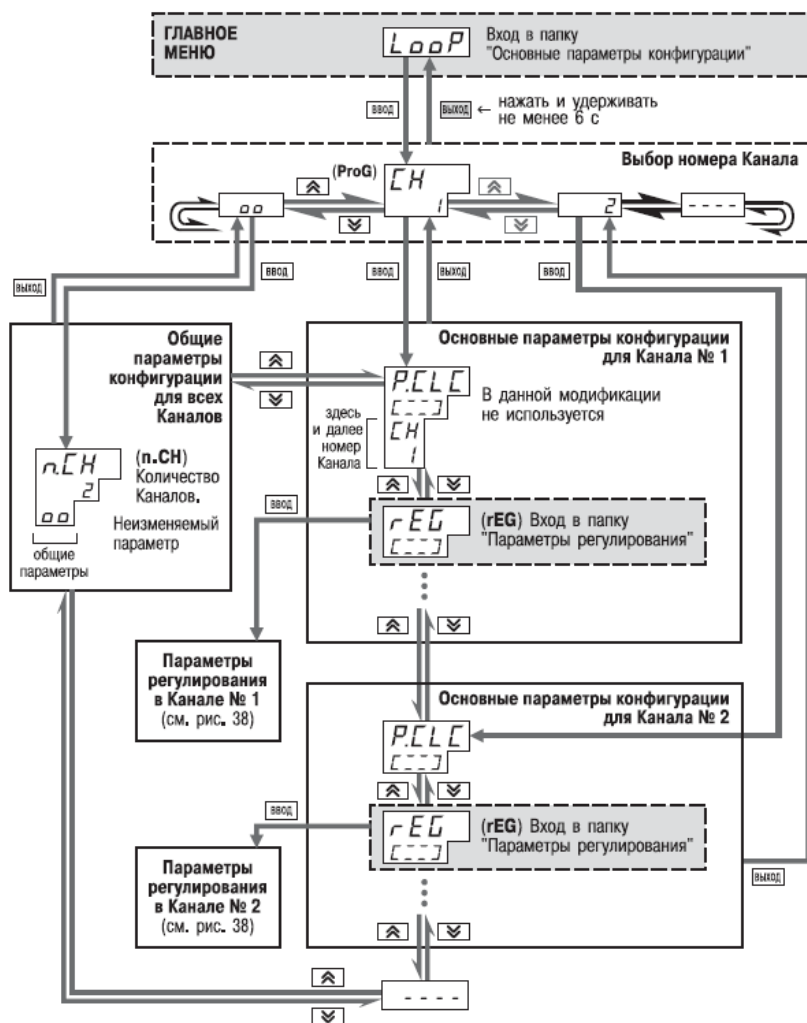 ГЛАВНОЕ
МЕНЮ
LooP
Вход в папку
"Основные параметры конфигурации"
ввод
выход
← нажать и удерживать
не менее 6 с
Выбор номера Канала
(ProG)
CH
1
oo
2
----
выход
ввод
ввод
выход
ввод
Общие
параметры
конфигурации
для всех
Каналов
n.CH
2
oo
(n.CH)
Количество
Каналов.
Неизменяемый
параметр
общие
параметры
Основные параметры конфигурации
для Канала № 1
P.CLC
[---]
CH
1
В данной модификации
не используется
здесь
и далее
номер
Канала
ввод
rEG
[---]
(rEG) Вход в папку
"Параметры регулирования"
Параметры
регулирования
в Канале № 1
(см. рис. 38)
Основные параметры конфигурации
для Канала № 2
P.CLC
[---]
ввод
rEG
[---]
(rEG) Вход в папку
"Параметры регулирования"
выход
Параметры
регулирования
в Канале № 2
(см. рис. 38)
----